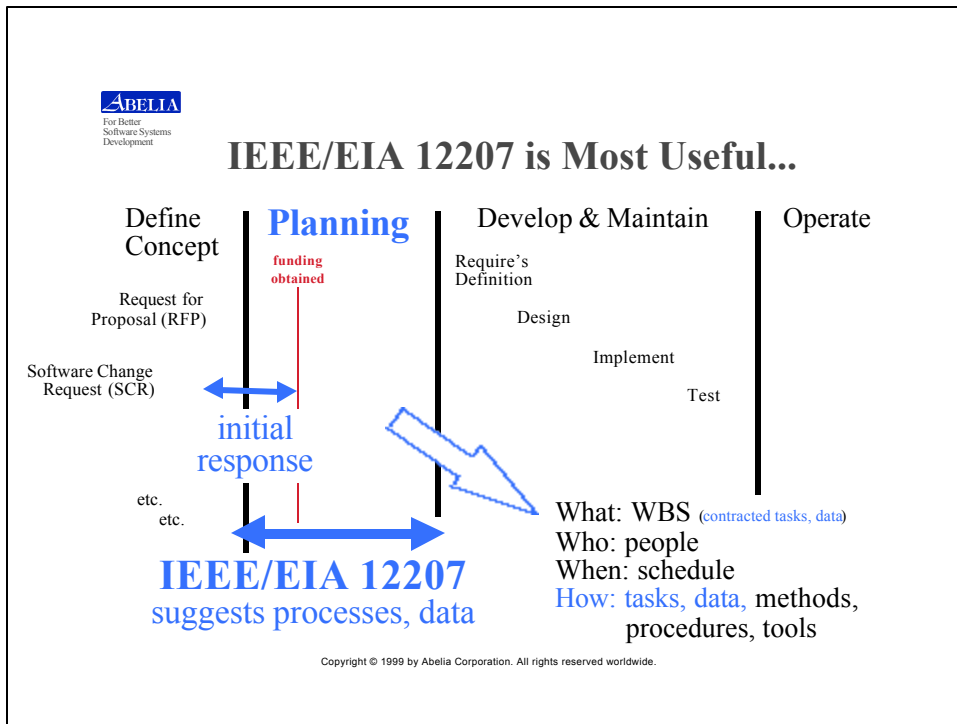 ABELIA
For Better
Software Systems
Development
IEEE/EIA 12207 is Most Useful...
Define
Concept
Planning
Develop & Maintain
Operate
funding
obtained
Require's
Definition
Request for
Proposal (RFP)
Design
Implement
Software Change
Request (SCR)
Test
initial
response
etc.
etc.
What: WBS (contracted tasks, data)
Who: people
When: schedule
How: tasks, data, methods,
procedures, tools
IEEE/EIA 12207
suggests processes, data
Copyright © 1999 by Abelia Corporation. All rights reserved worldwide.